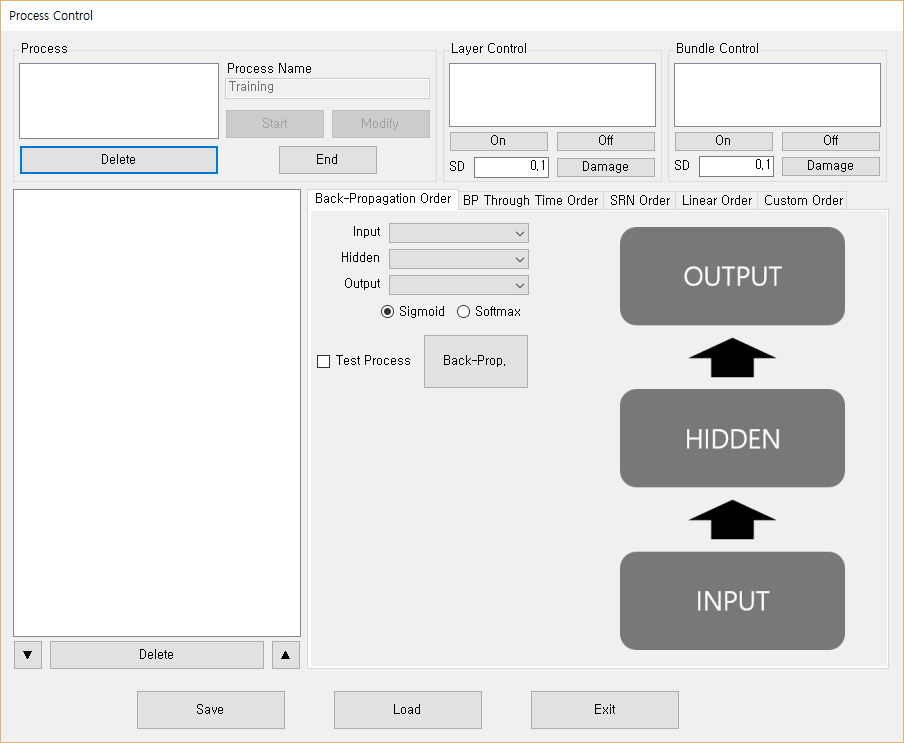 Process Control
Process
Process Name
Training
Start
Modify
Delete
End
Layer Control
On
Off
SD
0.1
Damage
Bundle Control
On
Off
SD
0.1
Damage
Back-Propagation Order
BP Through Time Order
SRN Order
Linear Order
Custom Order
Input
Hidden
Output
Sigmoid
Softmax
Test Process
Back-Prop.
OUTPUT
HIDDEN
INPUT
▼
Delete
▲
Save
Load
Exit